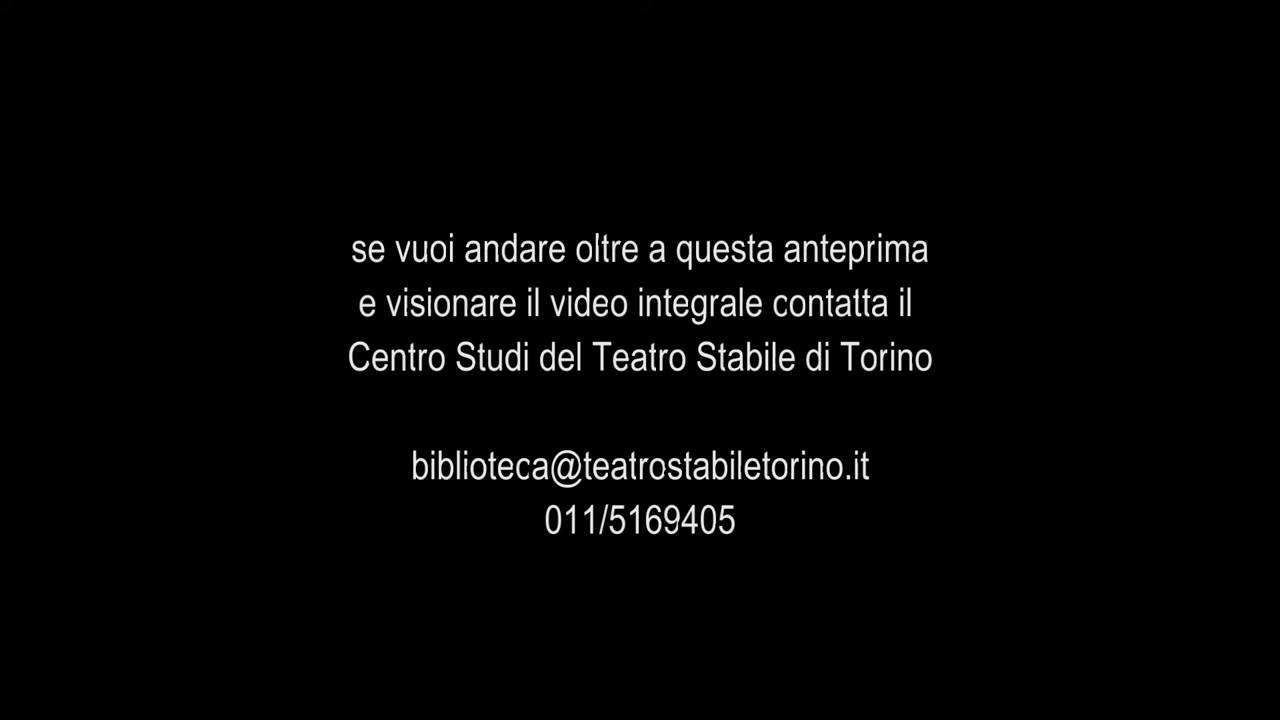 se vuoi andare oltre a questa anteprima
e visionare il video integrale contatta il
Centro Studi del Teatro Stabile di Torino
biblioteca@teatrostabiletorino.it
011/5169405